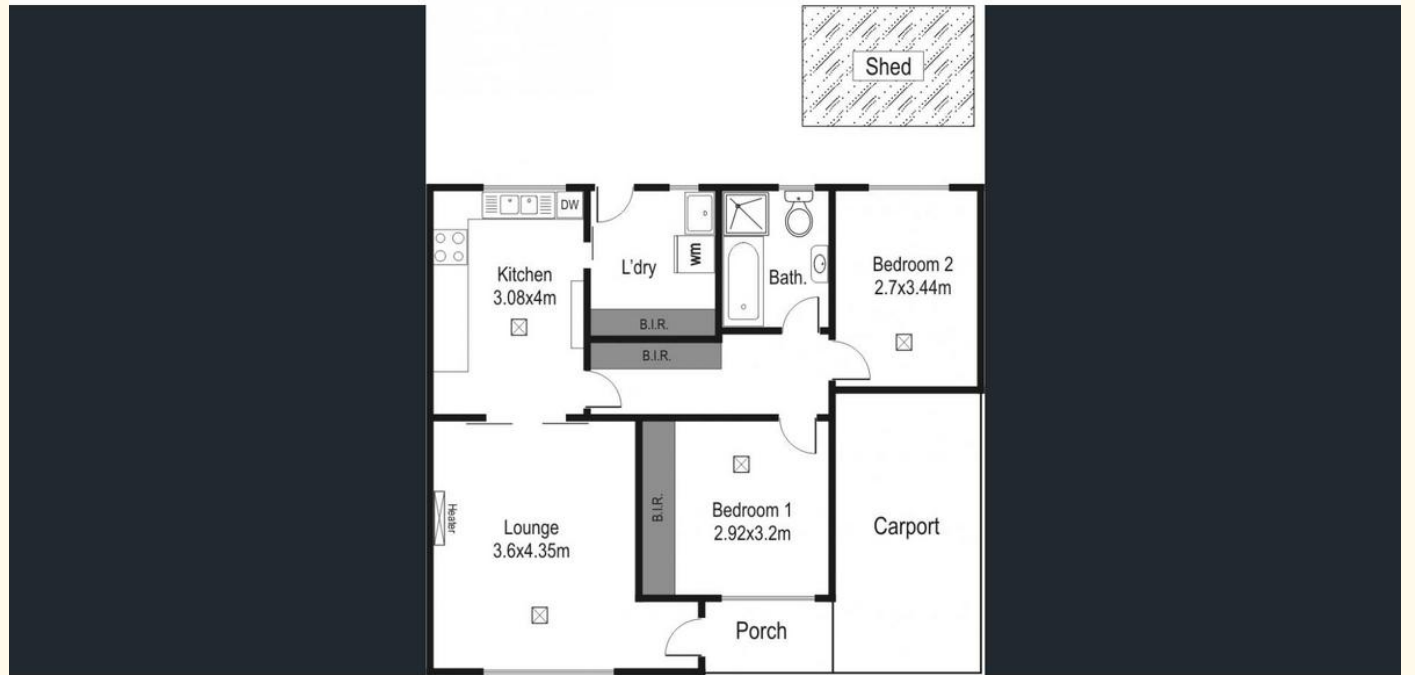 Shed
DW
Kitchen
3.08x4m
L'dry
wm
Bath.
Bedroom 2
2.7x3.44m
B.I.R.
B.I.R.
B.I.R.
Heater
Lounge
3.6x4.35m
Bedroom 1
2.92x3.2m
Carport
Porch